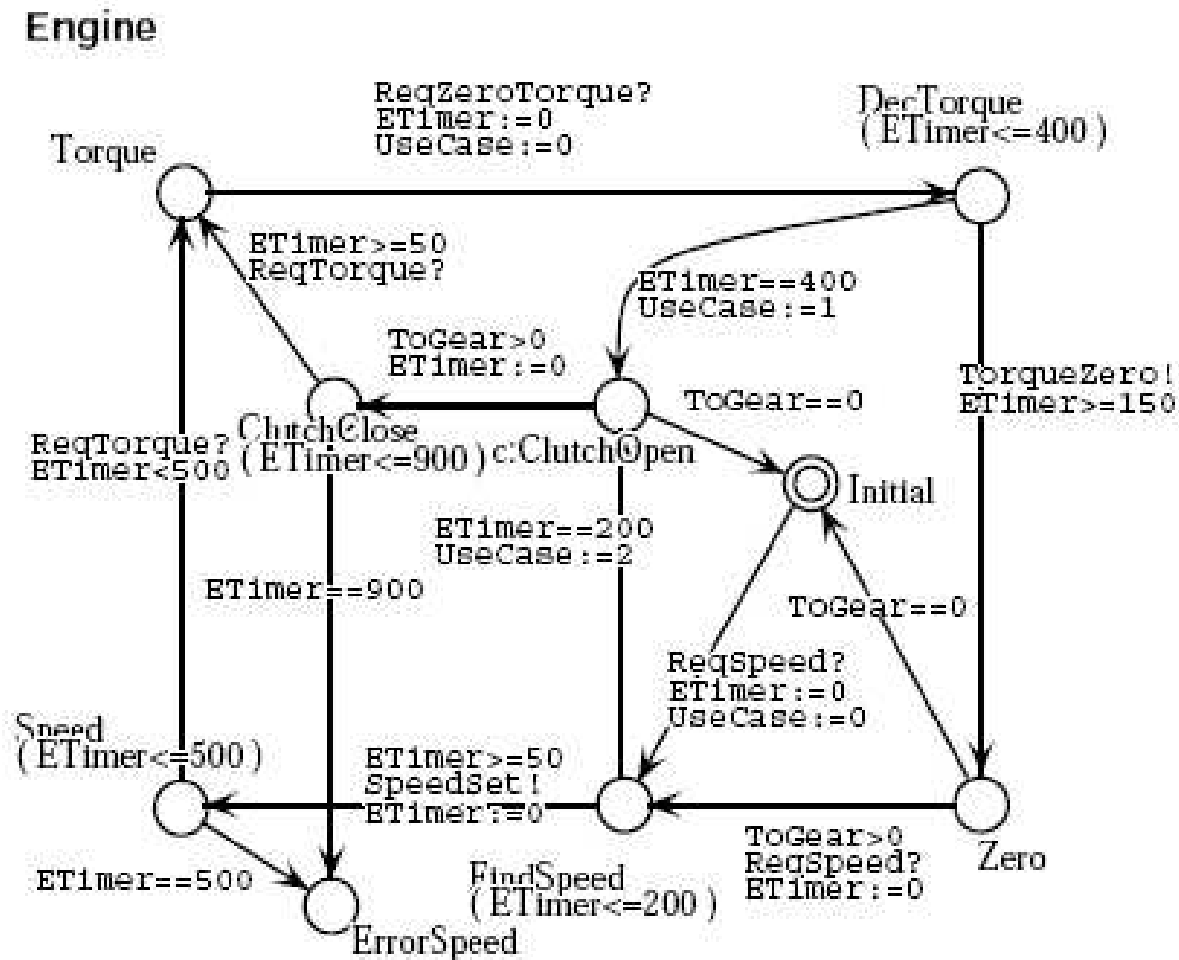 Engine
ReqZeroTorque?
ETimer:=0
UseCase:=0
DecTorque
(ETimer<=400)
Torque
ETimer>=50
ReqTorque?
ETimer==400
UseCase:=1
ToGear>0
ETimer:=0
TorqueZero!
ETimer>=150
ToGear==0
ReqTorque?
ETimer<500
ClutchClose
(ETimer<=900)
c:ClutchOpen
Initial
ETimer==200
UseCase:=2
ETimer==900
ToGear==0
ReqSpeed?
ETimer:=0
UseCase:=0
Speed
(ETimer<=500)
ETimer>=50
SpeedSet!
ETimer:=0
ToGear>0
ReqSpeed?
ETimer:=0
Zero
ETimer==500
FindSpeed
(ETimer<=200)
ErrorSpeed